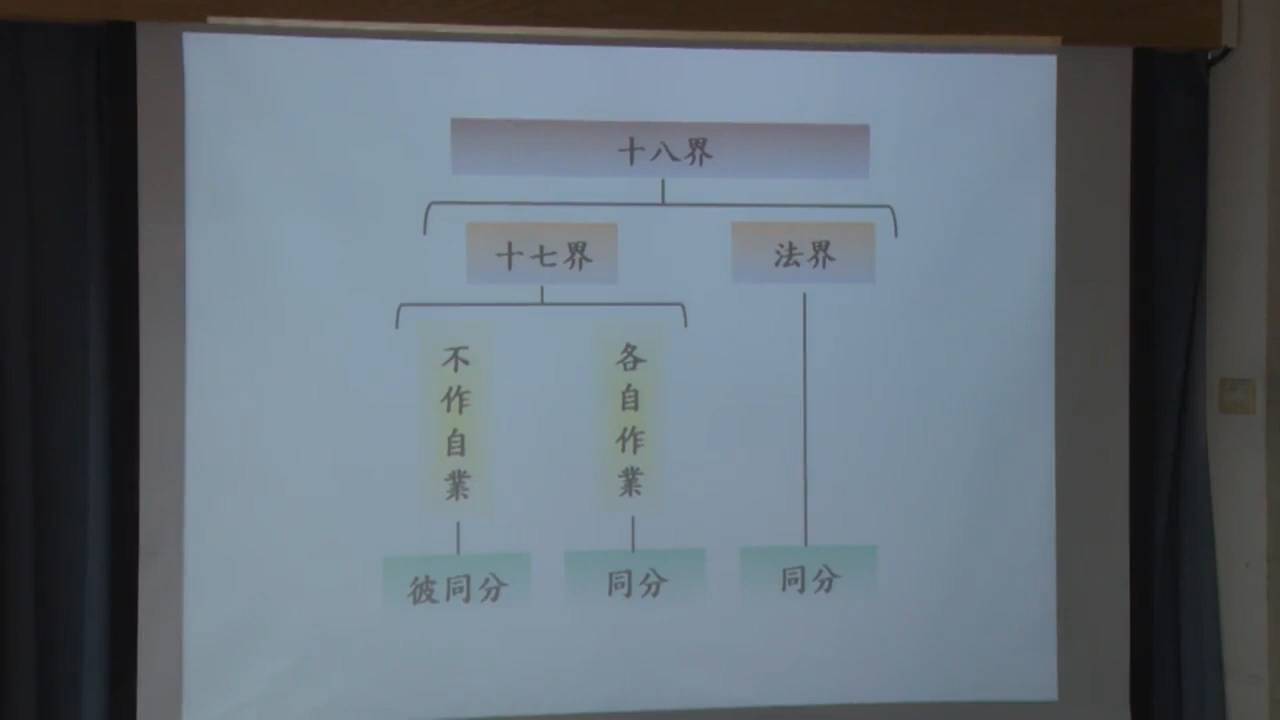 十八界
十七界
法界
不作自業
各自作業
彼同分
同分
同分